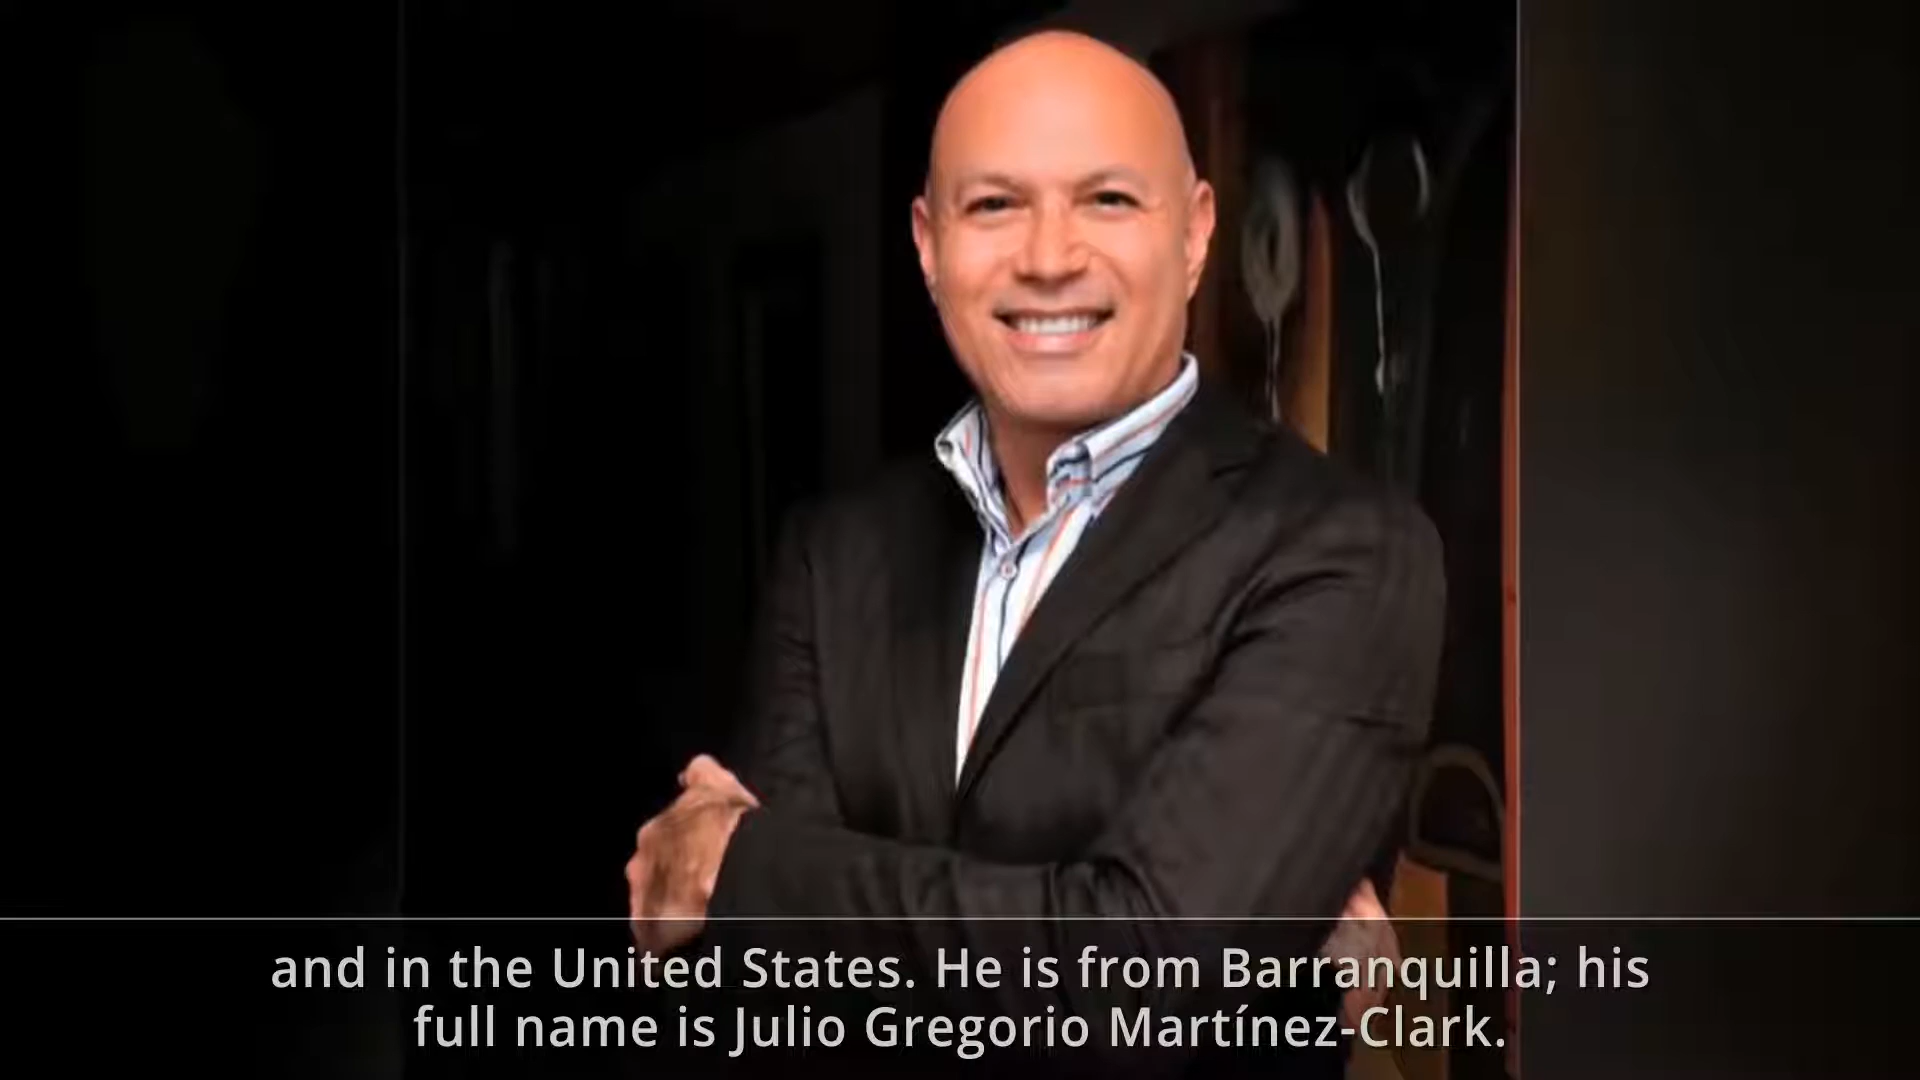 and in the United States. He is from Barranquilla; his
full name is Julio Gregorio Martínez-Clark.